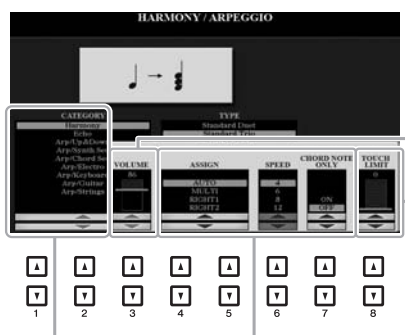 HARMONY / ARPEGGIO
CATEGORY
Harmony
Echo
Arp/Up&Down
Arp/Synth Seq
Arp/Chord Seq
Arp/Electro
Arp/Keyboard
Arp/Guitar
Arp/Strings
VOLUME
86
TYPE
Standard Duet
Standard Trio
ASSIGN
AUTO
MULTI
RIGHT1
RIGHT2
SPEED
4
6
8
12
CHORD NOTE
ONLY
ON
OFF
TOUCH
LIMIT
0
1 2 3 4 5 6 7 8